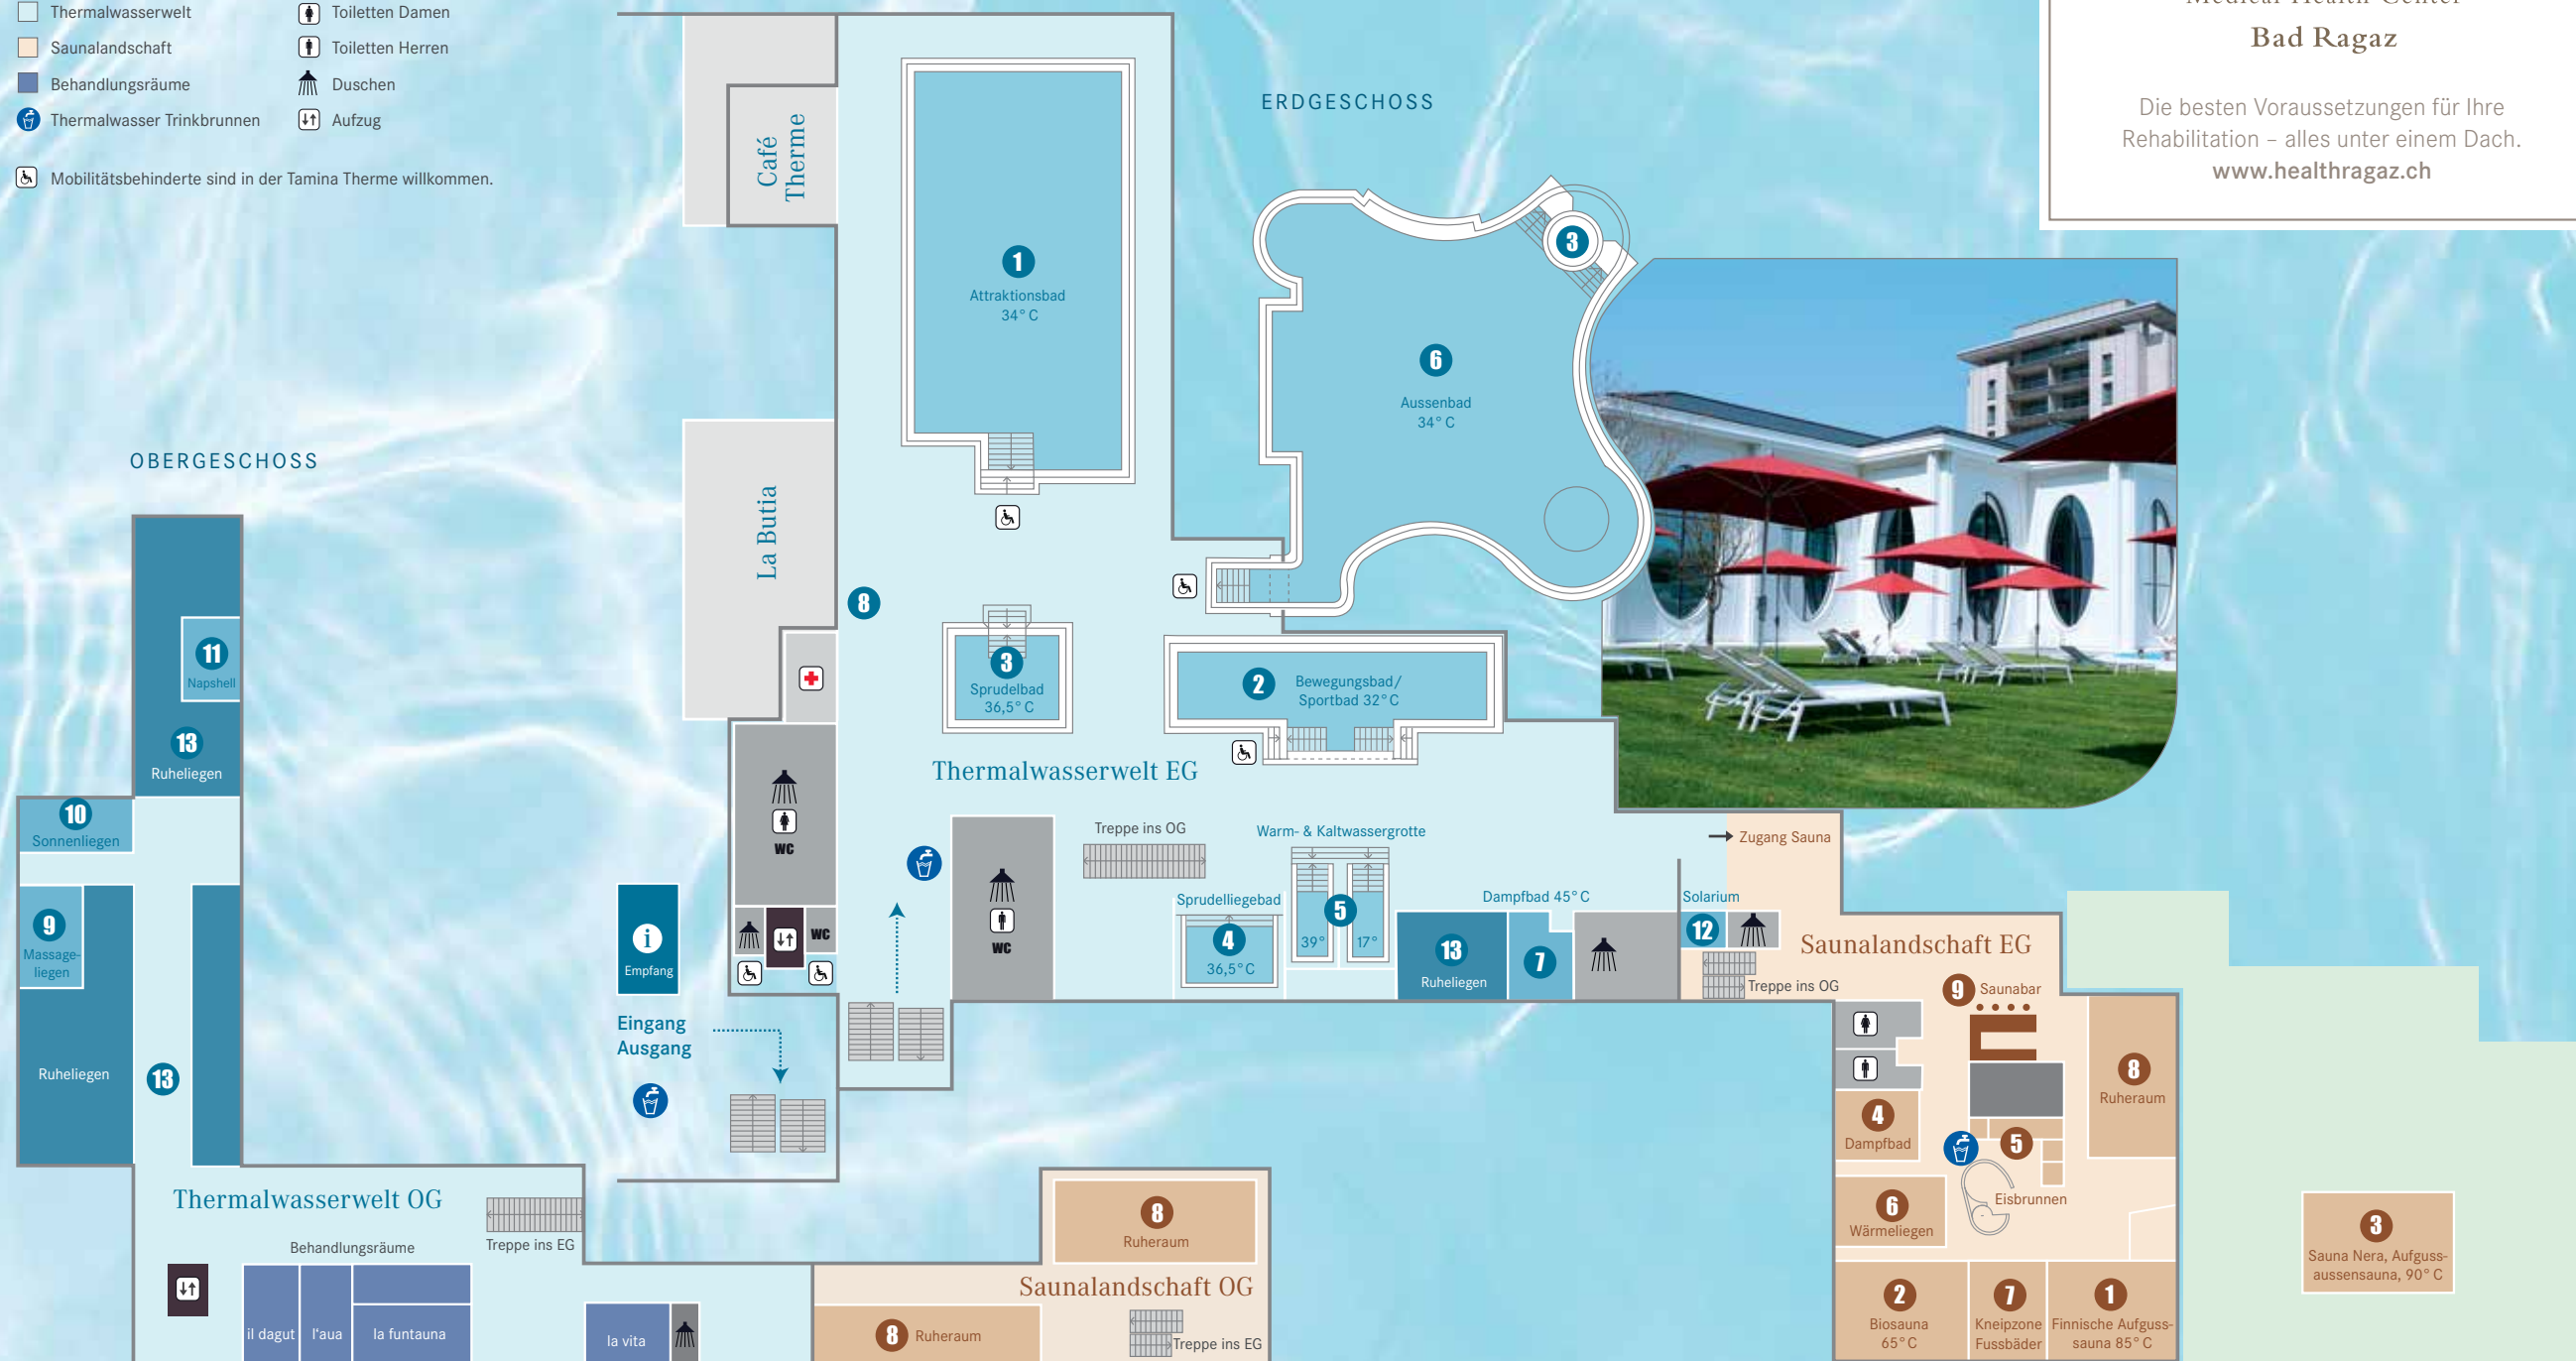 Thermalwasserwelt
Saunalandschaft
Behandlungsräume
Thermalwasser Trinkbrunnen
Toiletten Damen
Toiletten Herren
Duschen
Aufzug
Mobilitätsbehinderte sind in der Tamina Therme willkommen.
Medical Health Center
Bad Ragaz
Die besten Voraussetzungen für Ihre
Rehabilitation – alles unter einem Dach.
www.healthragaz.ch
ERDGESCHOSS
Café
Therme
1
Attraktionsbad
34° C
3
6
Aussenbad
34° C
La Butia
8
3
Sprudelbad
36,5° C
2
Bewegungsbad/
Sportbad 32° C
Thermalwasserwelt EG
WC
WC
i
Empfang
Eingang
Ausgang
WC
Treppe ins OG
Warm- & Kaltwassergrotte
Sprudelliegebad
4
36,5° C
5
39°
17°
Dampfbad 45° C
13
Ruheliegen
7
Zugang Sauna
Solarium
12
Treppe ins OG
Saunalandschaft EG
9
Saunabar
8
Ruheraum
4
Dampfbad
5
Eisbrunnen
6
Wärmeliegen
2
Biosauna
65° C
7
Kneipzone
Fussbäder
1
Finnische Aufguss-
sauna 85° C
3
Sauna Nera, Aufguss-
aussensauna, 90° C
OBERGESCHOSS
11
Napshell
13
Ruheliegen
10
Sonnenliegen
9
Massage-
liegen
Ruheliegen
13
Thermalwasserwelt OG
Treppe ins EG
Behandlungsräume
il dagut
l'aua
la funtauna
la vita
8
Ruheraum
Saunalandschaft OG
8
Ruheraum
Treppe ins EG